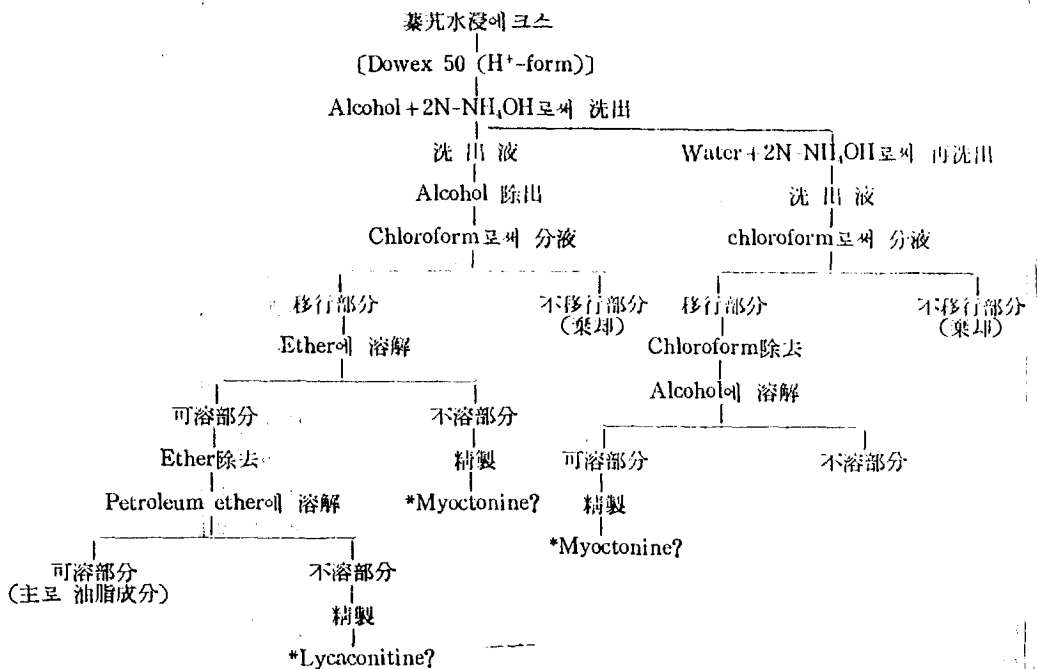 蓁艽水浸에크스
[Dowex 50 (H⁺-form)]
Alcohol+2N-NH₄OH로써 洗出
洗出液 Water+2N-NH₄OH로써 再洗出
Alcohol 除出 洗出液
Chloroform로써 分液 chloroform로써 分液
移行部分 不移行部分 移行部分 不移行部分
(棄却) (棄却)
Ether에 溶解 Chloroform除去
Alcohol에 溶解
可溶部分 不溶部分
Ether除去 精製 可溶部分 不溶部分
Petroleum ether에 溶解 *Myoctonine? 精製
*Myoctonine?
可溶部分 不溶部分
(主로 油脂成分)
精製
*Lycaconitine?